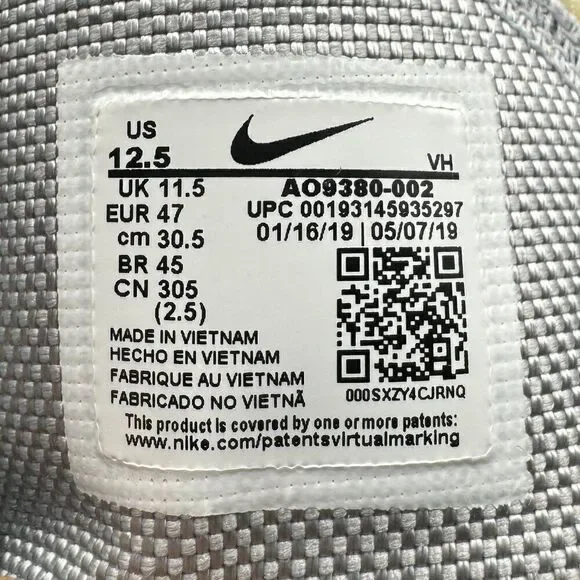 US
12.5 VH
UK 11.5 AO9380-002
EUR 47 UPC 00193145935297
cm 30.5 01/16/19 | 05/07/19
BR 45
CN 305
(2.5)
MADE IN VIETNAM
HECHO EN VIETNAM
FABRIQUE AU VIETNAM
FABRICADO NO VIETNÃ
000SXZY4CJRNQ
This product is covered by one or more patents:
www.nike.com/patentsvirtualmarking